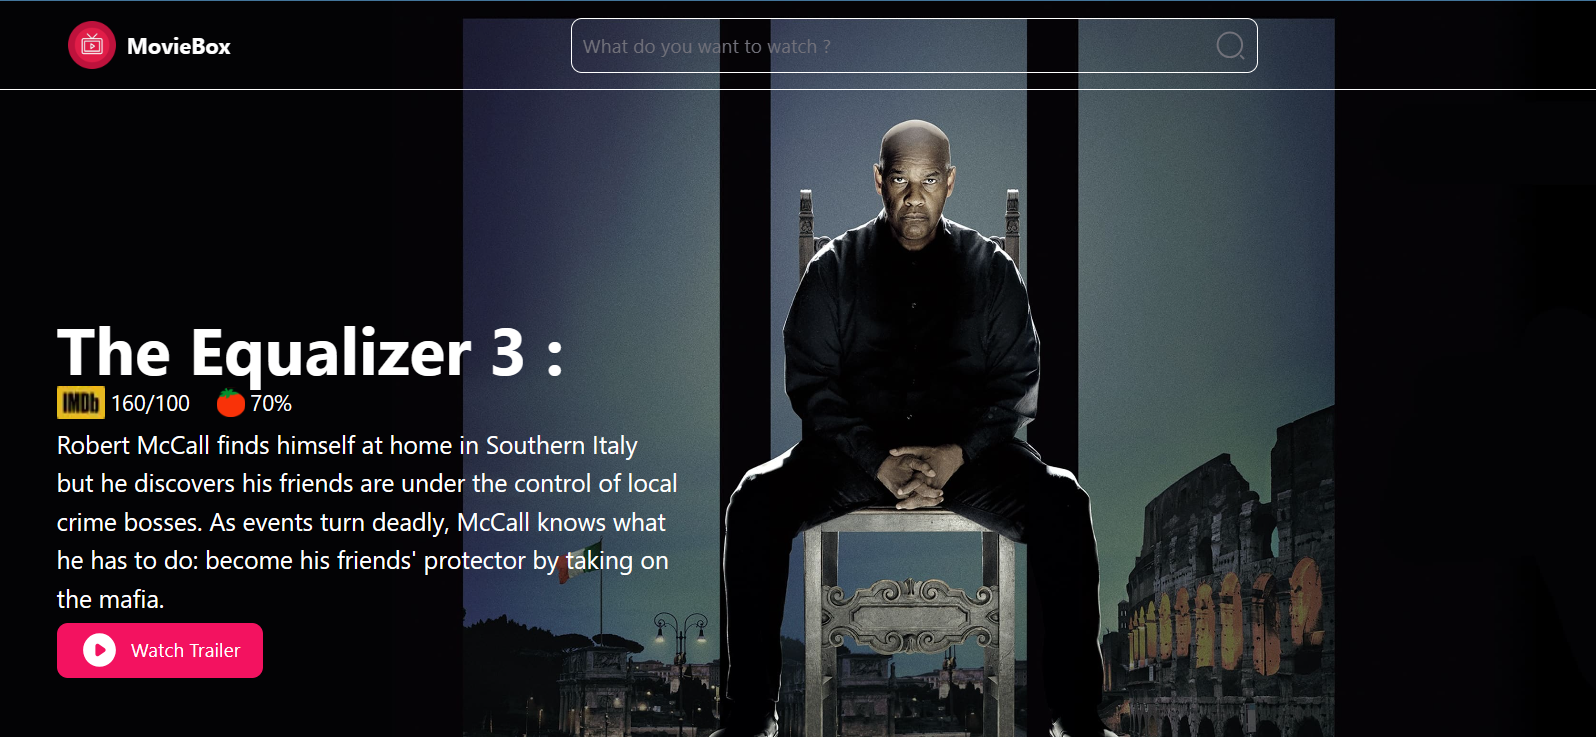 MovieBox
What do you want to watch ?
The Equalizer 3 :
IMDb 160/100 70%
Robert McCall finds himself at home in Southern Italy
but he discovers his friends are under the control of local
crime bosses. As events turn deadly, McCall knows what
he has to do: become his friends' protector by taking on
the mafia.
Watch Trailer